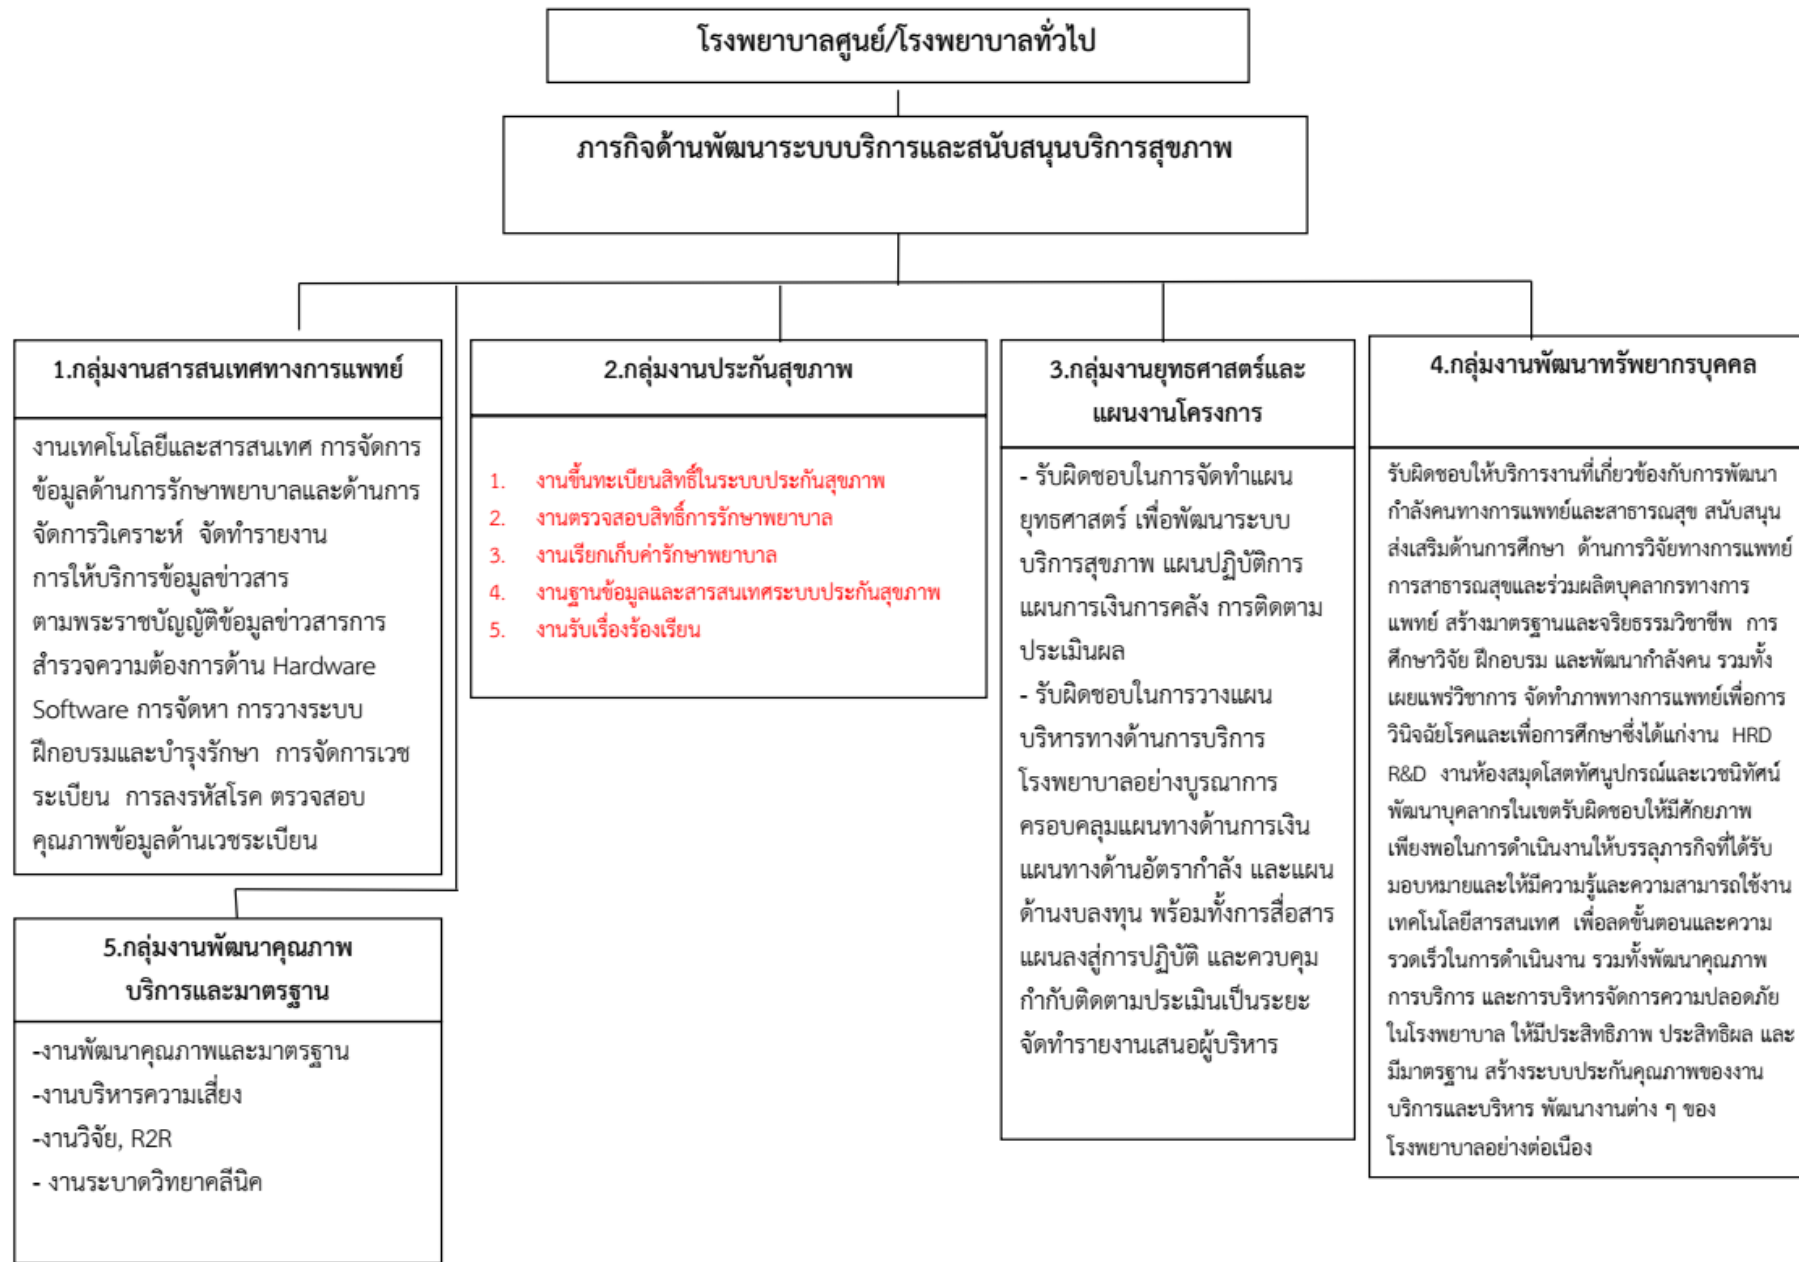 โรงพยาบาลศูนย์/โรงพยาบาลทั่วไป
ภารกิจด้านพัฒนาระบบบริการและสนับสนุนบริการสุขภาพ
1.กลุ่มงานสารสนเทศทางการแพทย์
งานเทคโนโลยีและสารสนเทศ การจัดการ
ข้อมูลด้านการรักษาพยาบาลและด้านการ
จัดการวิเคราะห์ จัดทำรายงาน
การให้บริการข้อมูลข่าวสาร
ตามพระราชบัญญัติข้อมูลข่าวสารการ
สำรวจความต้องการด้าน Hardware
Software การจัดหา การวางระบบ
ฝึกอบรมและบำรุงรักษา การจัดการเวช
ระเบียน การลงรหัสโรค ตรวจสอบ
คุณภาพข้อมูลด้านเวชระเบียน
2.กลุ่มงานประกันสุขภาพ
1. งานขึ้นทะเบียนสิทธิ์ในระบบประกันสุขภาพ
2. งานตรวจสอบสิทธิ์การรักษาพยาบาล
3. งานเรียกเก็บค่ารักษาพยาบาล
4. งานฐานข้อมูลและสารสนเทศระบบประกันสุขภาพ
5. งานรับเรื่องร้องเรียน
3.กลุ่มงานยุทธศาสตร์และ
แผนงานโครงการ
- รับผิดชอบในการจัดทำแผน
ยุทธศาสตร์ เพื่อพัฒนาระบบ
บริการสุขภาพ แผนปฏิบัติการ
แผนการเงินการคลัง การติดตาม
ประเมินผล
- รับผิดชอบในการวางแผน
บริหารทางด้านการบริการ
โรงพยาบาลอย่างบูรณาการ
ครอบคลุมแผนทางด้านการเงิน
แผนทางด้านอัตรากำลัง และแผน
ด้านงบลงทุน พร้อมทั้งการสื่อสาร
แผนลงสู่การปฏิบัติ และควบคุม
กำกับติดตามประเมินเป็นระยะ
จัดทำรายงานเสนอผู้บริหาร
4.กลุ่มงานพัฒนาทรัพยากรบุคคล
รับผิดชอบให้บริการงานที่เกี่ยวข้องกับการพัฒนา
กำลังคนทางการแพทย์และสาธารณสุข สนับสนุน
ส่งเสริมด้านการศึกษา ด้านการวิจัยทางการแพทย์
การสาธารณสุขและร่วมผลิตบุคลากรทางการ
แพทย์ สร้างมาตรฐานและจริยธรรมวิชาชีพ การ
ศึกษาวิจัย ฝึกอบรม และพัฒนากำลังคน รวมทั้ง
เผยแพร่วิชาการ จัดทำภาพทางการแพทย์เพื่อการ
วินิจฉัยโรคและเพื่อการศึกษาซึ่งได้แก่งาน HRD
R&D งานห้องสมุดโสตทัศนูปกรณ์และเวชนิทัศน์
พัฒนาบุคลากรในเขตรับผิดชอบให้มีศักยภาพ
เพียงพอในการดำเนินงานให้บรรลุภารกิจที่ได้รับ
มอบหมายและให้มีความรู้และความสามารถใช้งาน
เทคโนโลยีสารสนเทศ เพื่อลดขั้นตอนและความ
รวดเร็วในการดำเนินงาน รวมทั้งพัฒนาคุณภาพ
การบริการ และการบริหารจัดการความปลอดภัย
ในโรงพยาบาล ให้มีประสิทธิภาพ ประสิทธิผล และ
มีมาตรฐาน สร้างระบบประกันคุณภาพของงาน
บริการและบริหาร พัฒนางานต่าง ๆ ของ
โรงพยาบาลอย่างต่อเนื่อง
5.กลุ่มงานพัฒนาคุณภาพ
บริการและมาตรฐาน
-งานพัฒนาคุณภาพและมาตรฐาน
-งานบริหารความเสี่ยง
-งานวิจัย, R2R
- งานระบาดวิทยาคลีนิค